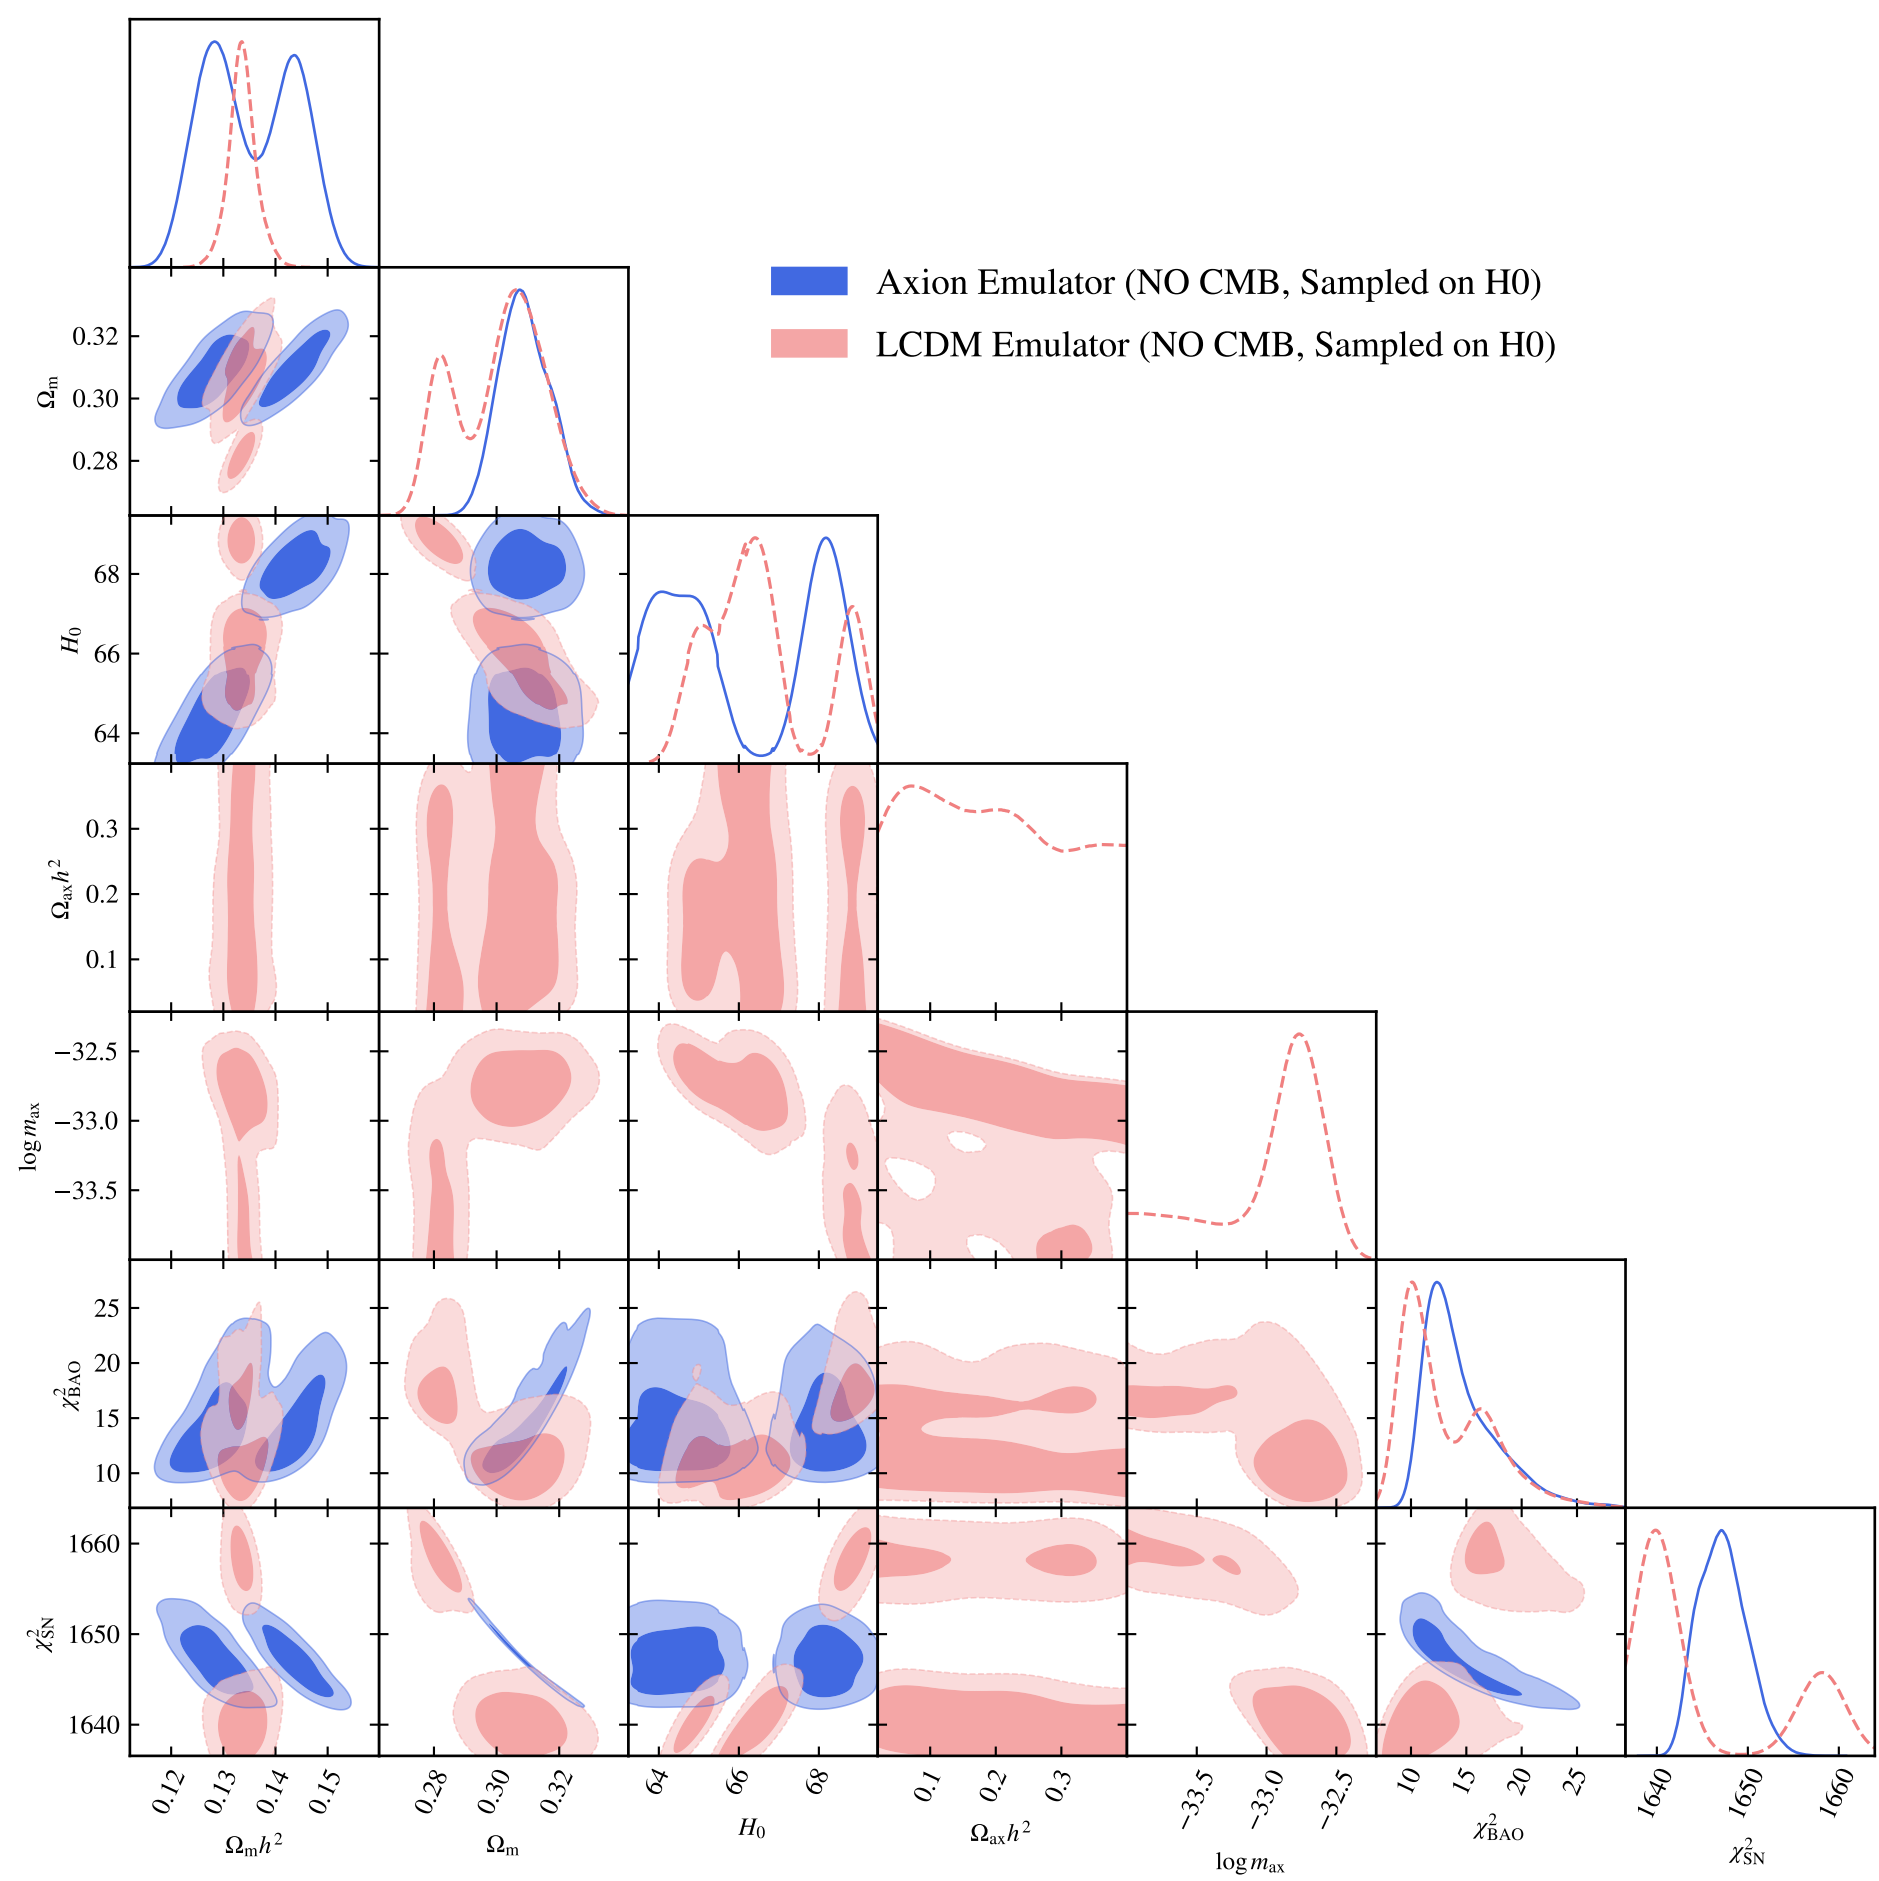 Axion Emulator (NO CMB, Sampled on H0)
LCDM Emulator (NO CMB, Sampled on H0)
0.32
0.30
0.28
Ωm
68
66
64
H0
0.3
0.2
0.1
Ωaxh²
−32.5
−33.0
−33.5
log max
25
20
15
10
χ²BAO
1660
1650
1640
χ²SN
0.12 0.13 0.14 0.15 0.28 0.30 0.32 64 66 68 0.1 0.2 0.3 −33.5 −33.0 −32.5 10 15 20 25 1640 1650 1660
Ωmh² Ωm H0 Ωaxh² log max χ²BAO χ²SN